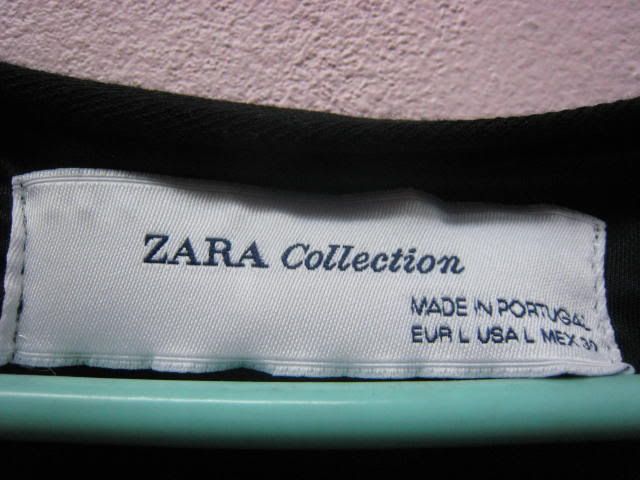 ZARA Collection
MADE IN PORTUGAL
EUR L USA L MEX 30